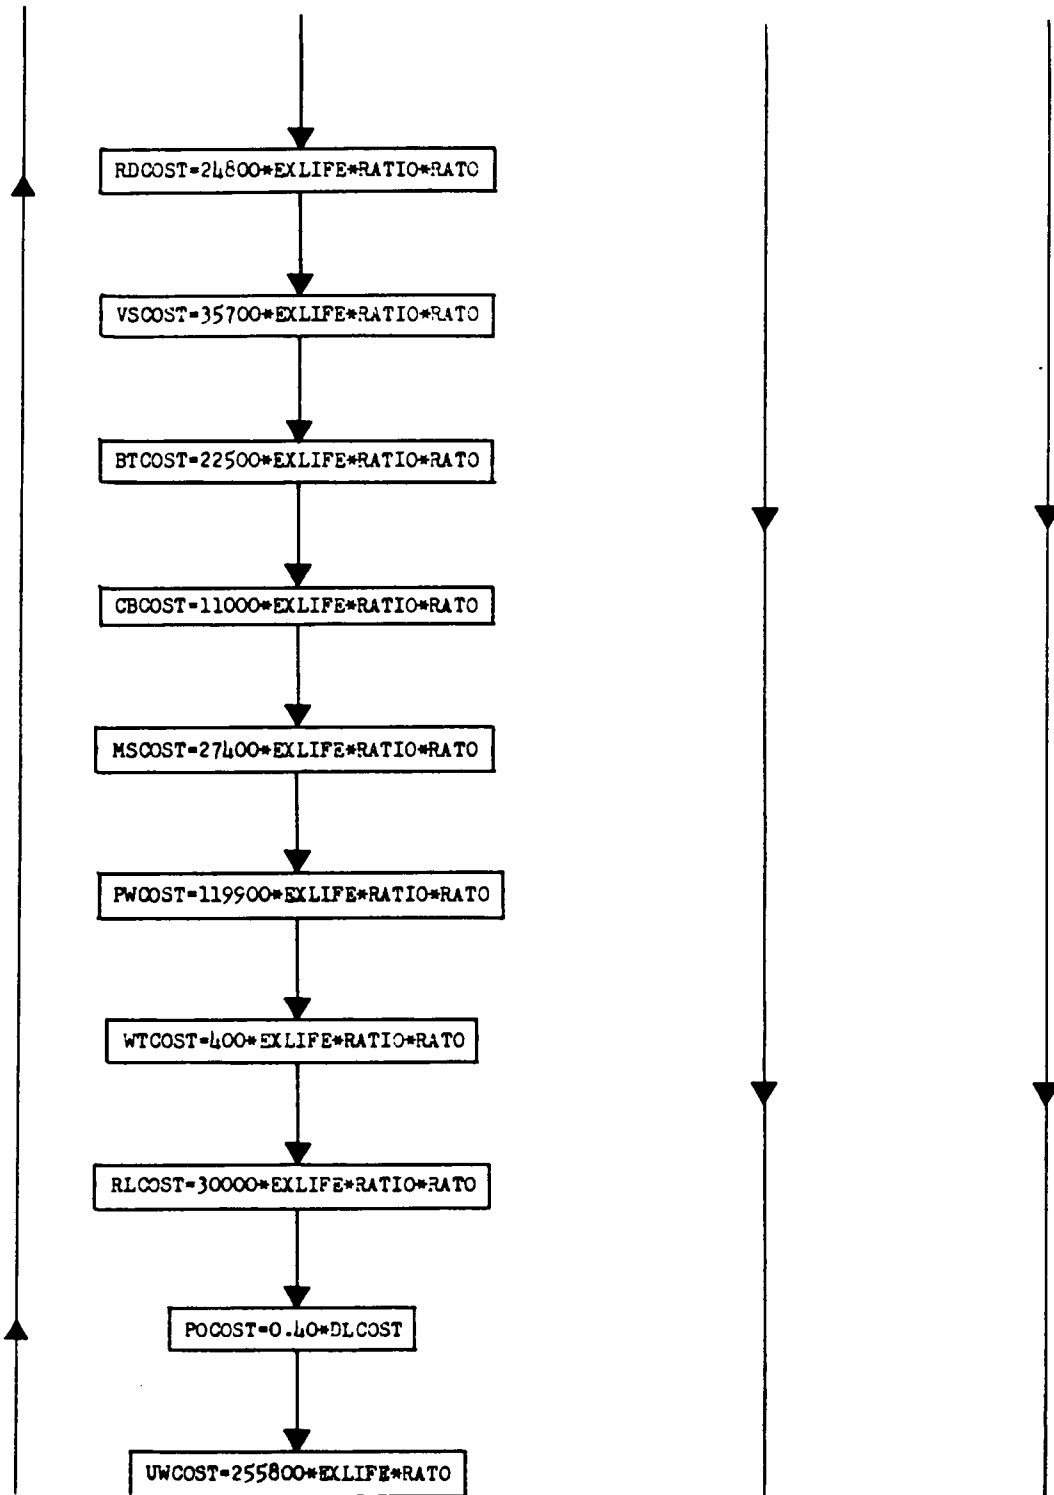 RDCOST=24800*EXLIFE*RATIO*RATO
VSCOST=35700*EXLIFE*RATIO*RATO
BTCOST=22500*EXLIFE*RATIO*RATO
CBCOST=11000*EXLIFE*RATIO*RATO
MSCOST=27400*EXLIFE*RATIO*RATO
PWCOST=119900*EXLIFE*RATIO*RATO
WTCOST=400*EXLIFE*RATIO*RATO
RLCOST=30000*EXLIFE*RATIO*RATO
POCOST=0.40*DLCOST
UWCOST=255800*EXLIFE*RATO